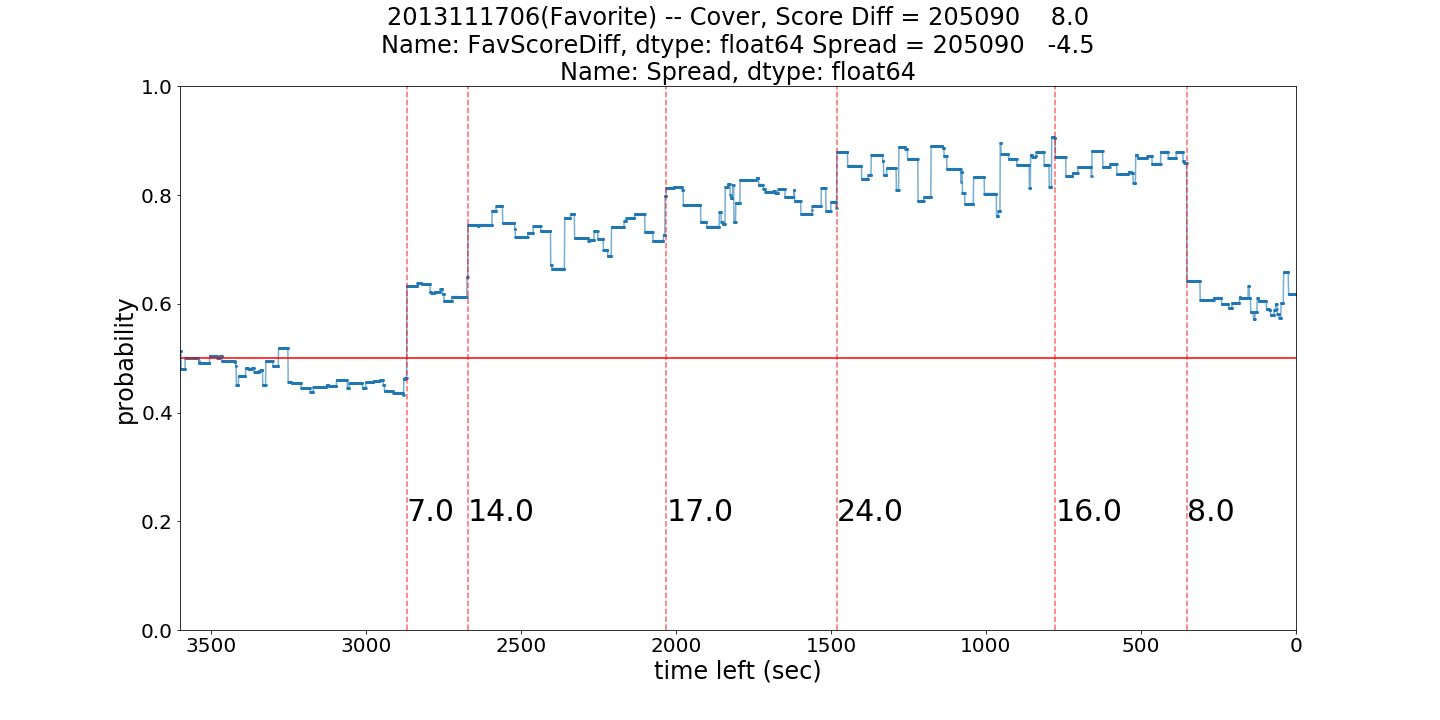 2013111706(Favorite) -- Cover, Score Diff = 205090    8.0
Name: FavScoreDiff, dtype: float64 Spread = 205090   -4.5
Name: Spread, dtype: float64
1.0
0.8
0.6
0.4
0.2
0.0
probability
7.0 14.0 17.0 24.0 16.0 8.0
3500 3000 2500 2000 1500 1000 500 0
time left (sec)